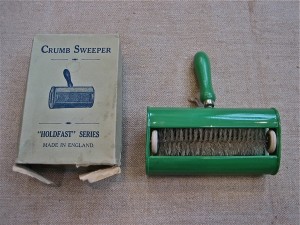 CRUMB SWEEPER
"HOLDFAST" SERIES
MADE IN ENGLAND.